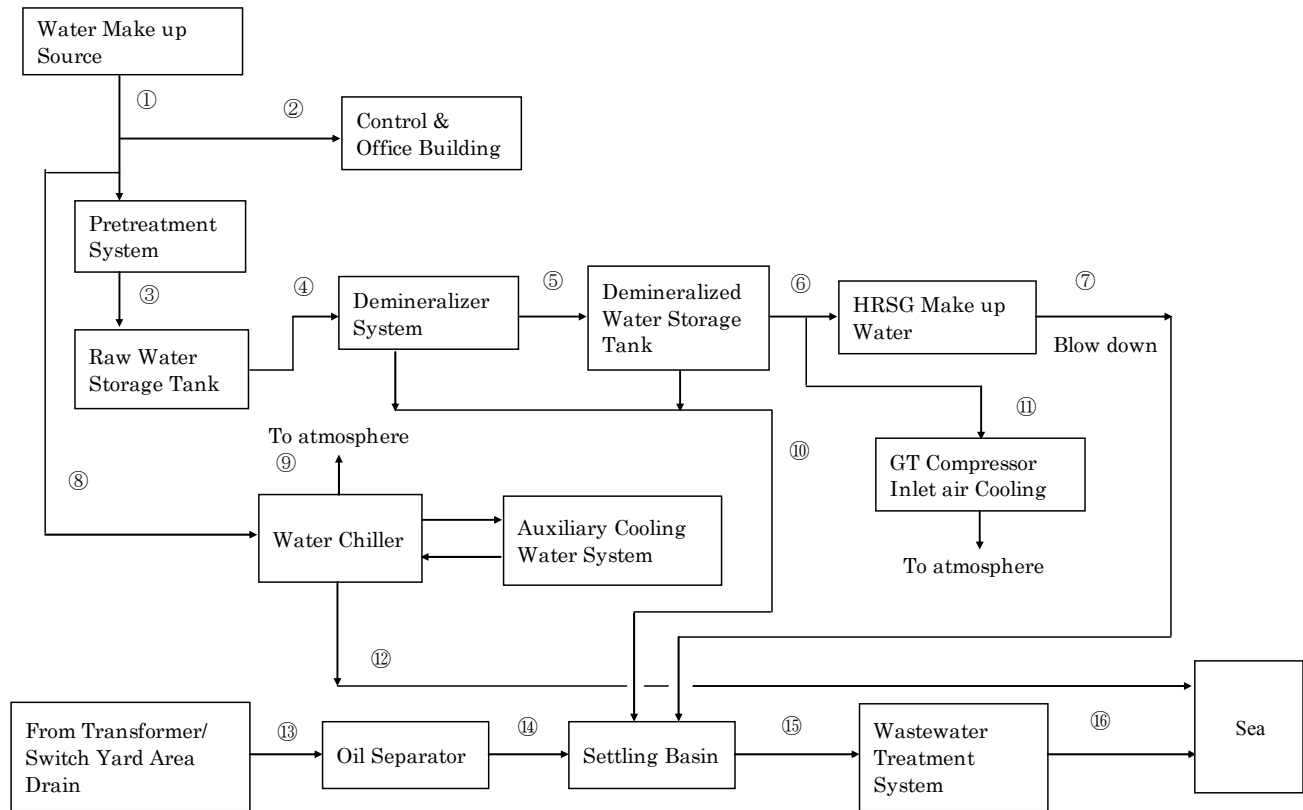 Water Make up
Source
①
②
Control &
Office Building
Pretreatment
System
③
④
Demineralizer
System
⑤
Demineralized
Water Storage
Tank
⑥
HRSG Make up
Water
⑦
Blow down
Raw Water
Storage Tank
To atmosphere
⑧
⑨
⑩
⑪
GT Compressor
Inlet air Cooling
Water Chiller
Auxiliary Cooling
Water System
To atmosphere
⑫
From Transformer/
Switch Yard Area
Drain
⑬
Oil Separator
⑭
Settling Basin
⑮
Wastewater
Treatment
System
⑯
Sea